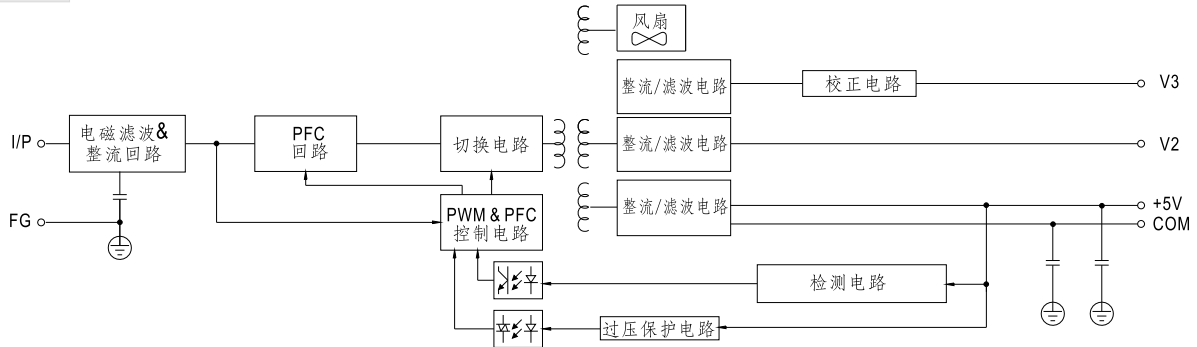 风扇
整流/滤波电路
校正电路
V3
I/P
电磁滤波&
整流回路
PFC
回路
切换电路
整流/滤波电路
V2
FG
PWM & PFC
控制电路
整流/滤波电路
+5V
COM
检测电路
过压保护电路